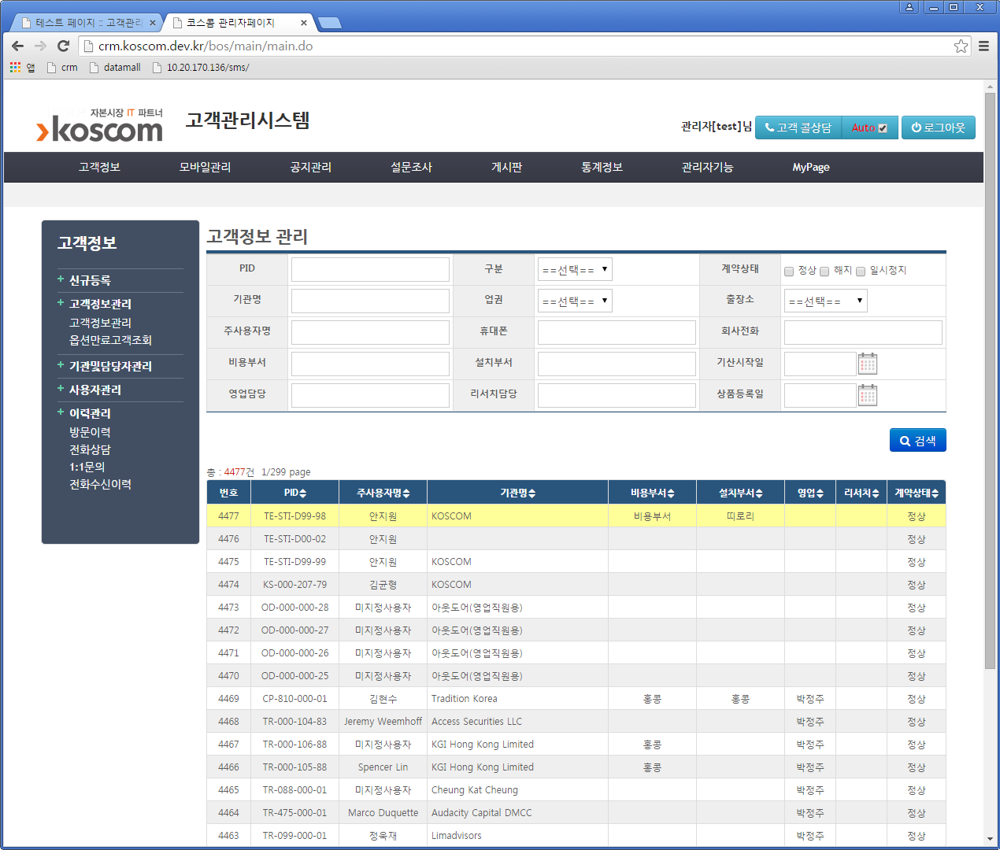 테스트 페이지 :: 고객관리
코스콤 관리자페이지
crm.koscom.dev.kr/bos/main/main.do
앱 crm datamall 10.20.170.136/sms/
자본시장 IT 파트너
koscom
고객관리시스템
관리자[test]님 고객 콜상담 Auto 로그아웃
고객정보 모바일관리 공지관리 설문조사 게시판 통계정보 관리자기능 MyPage
고객정보
+ 신규등록
+ 고객정보관리
고객정보관리
옵션만료고객조회
+ 기관및담당자관리
+ 사용자관리
+ 이력관리
방문이력
전화상담
1:1문의
전화수신이력
고객정보 관리
PID 구분 ==선택== 계약상태 정상 해지 일시정지
기관명 업권 ==선택== 출장소 ==선택==
주사용자명 휴대폰 회사전화
비용부서 설치부서 기산시작일
영업담당 리서치담당 상품등록일
검색
총 : 4477건 1/299 page
번호 PID 주사용자명 기관명 비용부서 설치부서 영업 리서치 계약상태
4477 TE-STI-D99-98 안지원 KOSCOM 비용부서 띠로리 정상
4476 TE-STI-D00-02 안지원 정상
4475 TE-STI-D99-99 안지원 KOSCOM 정상
4474 KS-000-207-79 김균형 KOSCOM 정상
4473 OD-000-000-28 미지정사용자 아웃도어(영업직원용) 정상
4472 OD-000-000-27 미지정사용자 아웃도어(영업직원용) 정상
4471 OD-000-000-26 미지정사용자 아웃도어(영업직원용) 정상
4470 OD-000-000-25 미지정사용자 아웃도어(영업직원용) 정상
4469 CP-810-000-01 김현수 Tradition Korea 홍콩 홍콩 박정주 정상
4468 TR-000-104-83 Jeremy Weemhoff Access Securities LLC 박정주 정상
4467 TR-000-106-88 미지정사용자 KGI Hong Kong Limited 홍콩 박정주 정상
4466 TR-000-105-88 Spencer Lin KGI Hong Kong Limited 홍콩 박정주 정상
4465 TR-088-000-01 미지정사용자 Cheung Kat Cheung 박정주 정상
4464 TR-475-000-01 Marco Duquette Audacity Capital DMCC 박정주 정상
4463 TR-099-000-01 정욱재 Limadvisors 박정주 정상